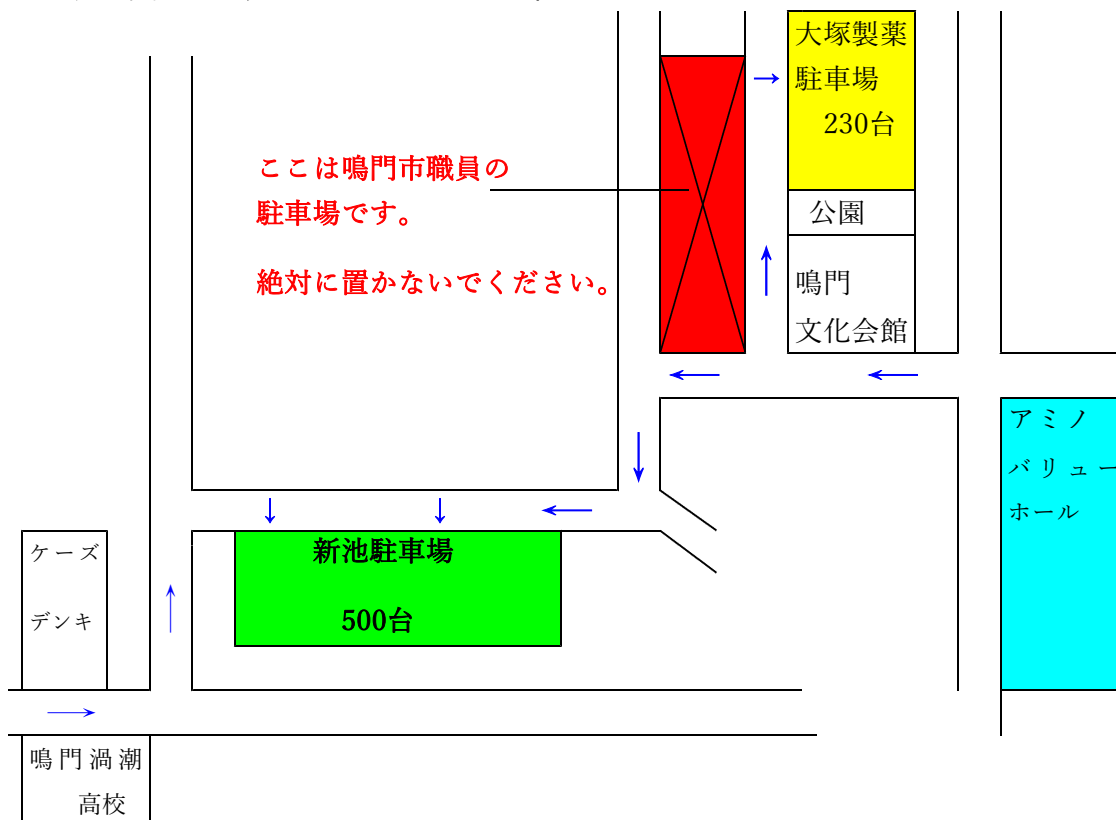 大塚製薬
駐車場
230台
ここは鳴門市職員の
駐車場です。
絶対に置かないでください。
公園
鳴門
文化会館
アミノ
バリュー
ホール
新池駐車場
500台
ケーズ
デンキ
鳴門渦潮
高校